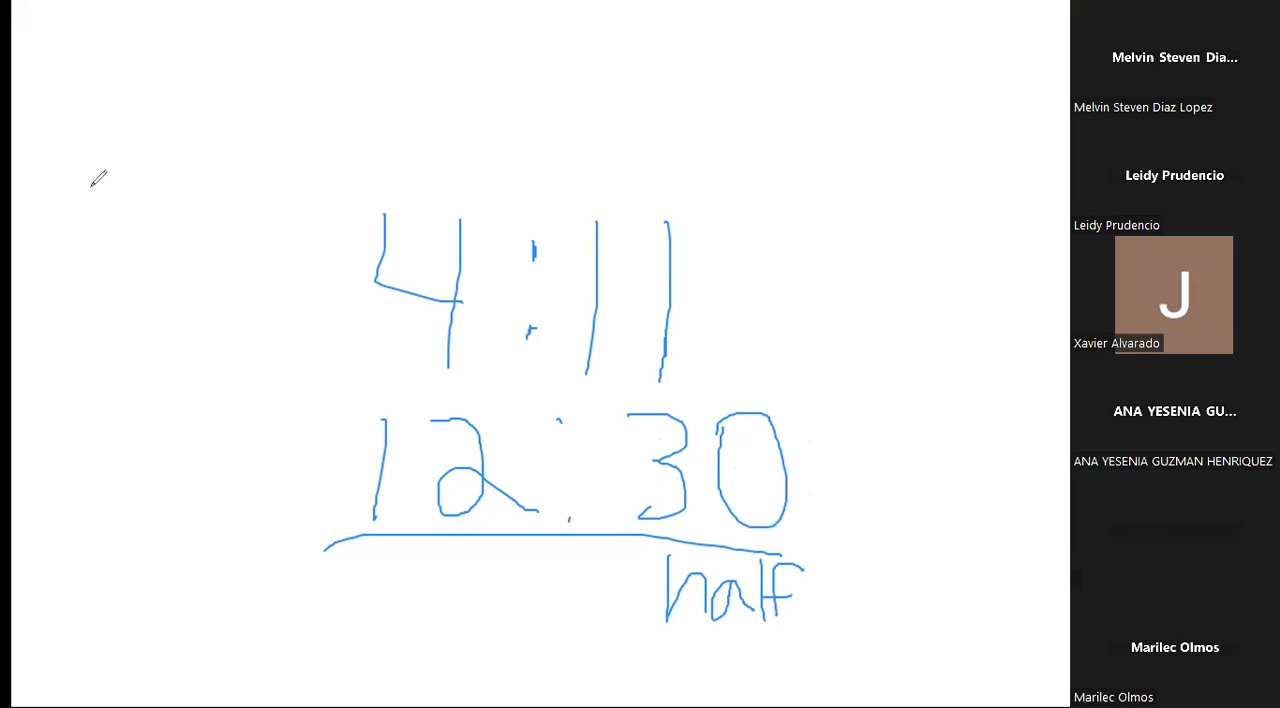 4:11
12:30
half
Melvin Steven Dia...
Melvin Steven Diaz Lopez
Leidy Prudencio
Leidy Prudencio
J
Xavier Alvarado
ANA YESENIA GU...
ANA YESENIA GUZMAN HENRIQUEZ
Marilec Olmos
Marilec Olmos